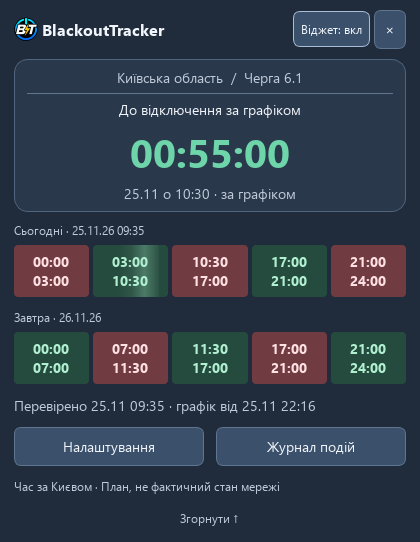 BT BlackoutTracker
Віджет: вкл
×
Київська область / Черга 6.1
До відключення за графіком
00:55:00
25.11 о 10:30 · за графіком
Сьогодні · 25.11.26 09:35
00:00 03:00 10:30 17:00 21:00
03:00 10:30 17:00 21:00 24:00
Завтра · 26.11.26
00:00 07:00 11:30 17:00 21:00
07:00 11:30 17:00 21:00 24:00
Перевірено 25.11 09:35 · графік від 25.11 22:16
Налаштування
Журнал подій
Час за Києвом · План, не фактичний стан мережі
Згорнути ↑